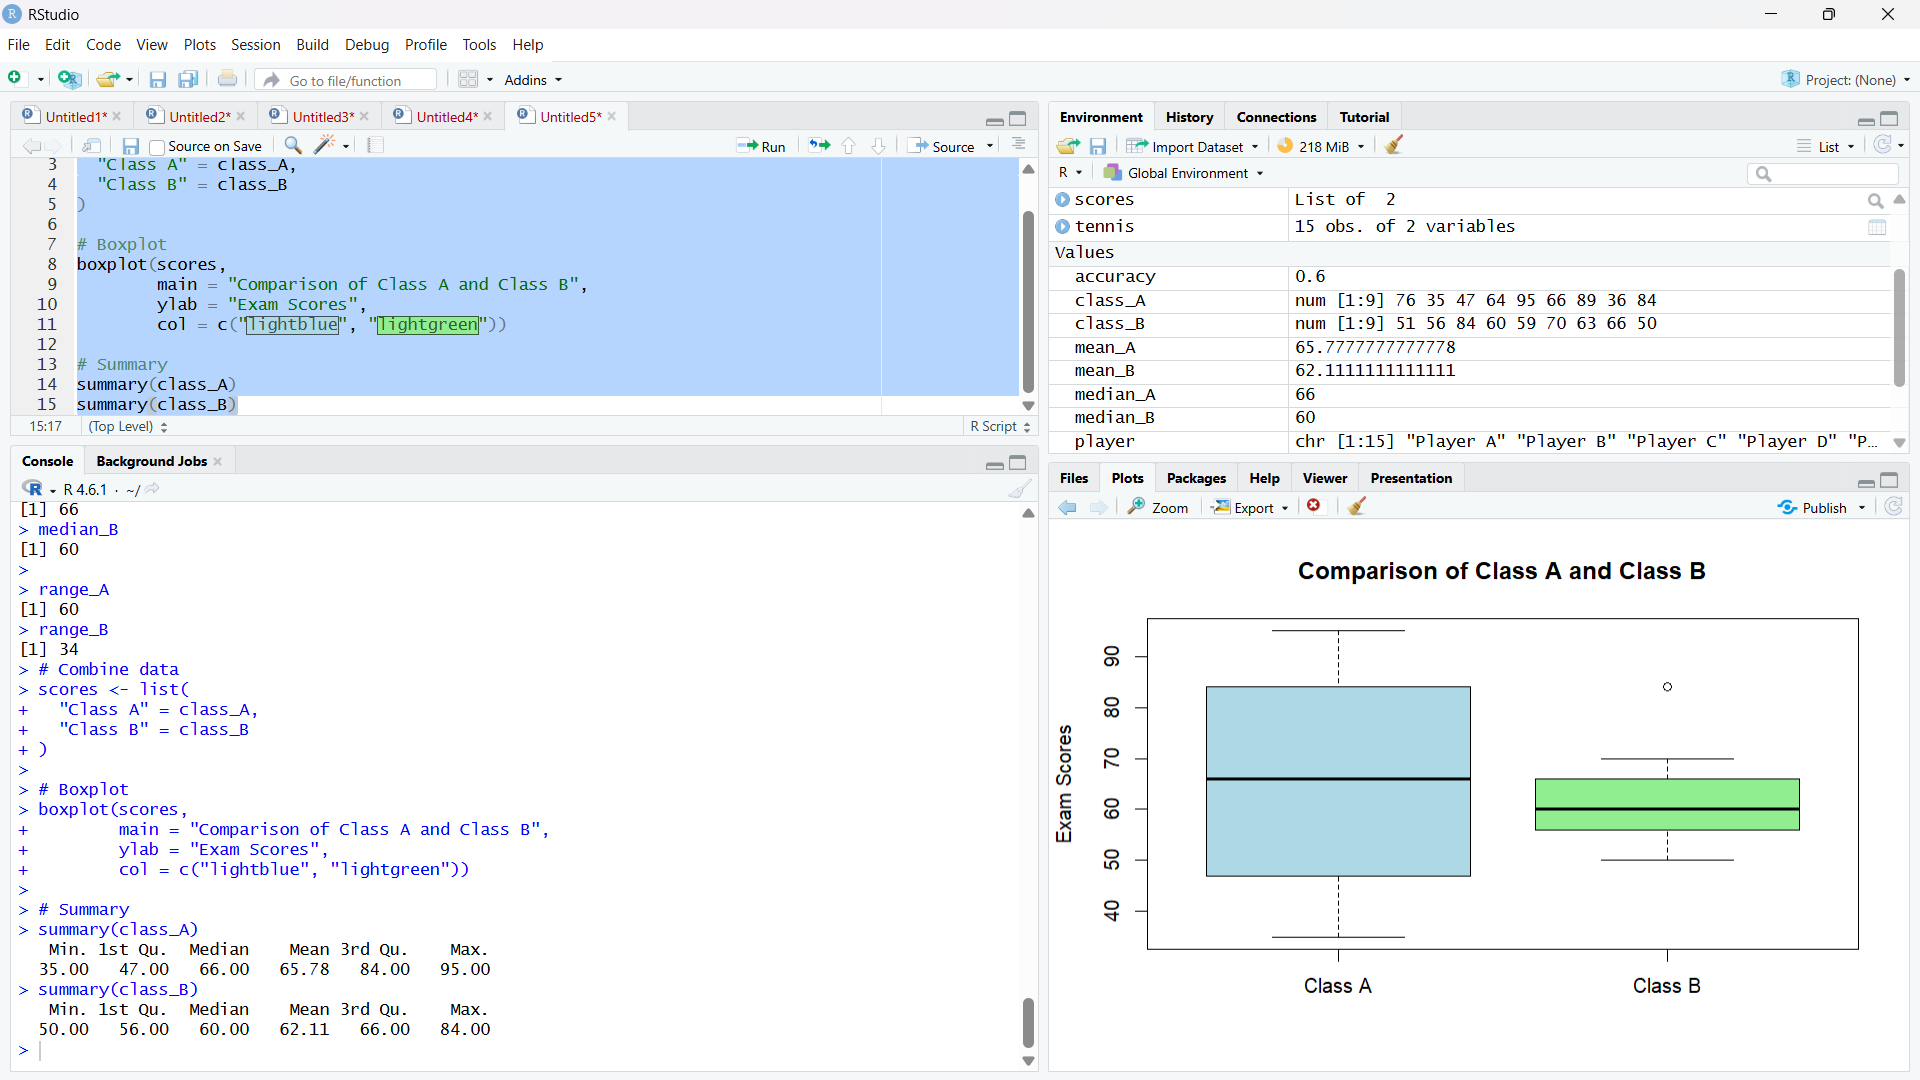 RStudio
File Edit Code View Plots Session Build Debug Profile Tools Help
Go to file/function Addins Project: (None)
Untitled1* Untitled2* Untitled3* Untitled4* Untitled5*
Source on Save Run Source
3 "Class A" = class_A,
4 "Class B" = class_B
5 )
6
7 # Boxplot
8 boxplot(scores,
9 main = "Comparison of Class A and Class B",
10 ylab = "Exam Scores",
11 col = c("lightblue", "lightgreen"))
12
13 # Summary
14 summary(class_A)
15 summary(class_B)
15:17 (Top Level) R Script
Console Background Jobs
R 4.6.1 · ~/
[1] 66
> median_B
[1] 60
>
> range_A
[1] 60
> range_B
[1] 34
> # Combine data
> scores <- list(
+ "Class A" = class_A,
+ "Class B" = class_B
+ )
>
> # Boxplot
> boxplot(scores,
+ main = "Comparison of Class A and Class B",
+ ylab = "Exam Scores",
+ col = c("lightblue", "lightgreen"))
>
> # Summary
> summary(class_A)
Min. 1st Qu. Median Mean 3rd Qu. Max.
35.00 47.00 66.00 65.78 84.00 95.00
> summary(class_B)
Min. 1st Qu. Median Mean 3rd Qu. Max.
50.00 56.00 60.00 62.11 66.00 84.00
>
Environment History Connections Tutorial
Import Dataset 218 MiB List
R Global Environment
scores List of 2
tennis 15 obs. of 2 variables
Values
accuracy 0.6
class_A num [1:9] 76 35 47 64 95 66 89 36 84
class_B num [1:9] 51 56 84 60 59 70 63 66 50
mean_A 65.7777777777778
mean_B 62.1111111111111
median_A 66
median_B 60
player chr [1:15] "Player A" "Player B" "Player C" "Player D" "P…
Files Plots Packages Help Viewer Presentation
Zoom Export Publish
Comparison of Class A and Class B
Exam Scores
90
80
70
60
50
40
Class A Class B